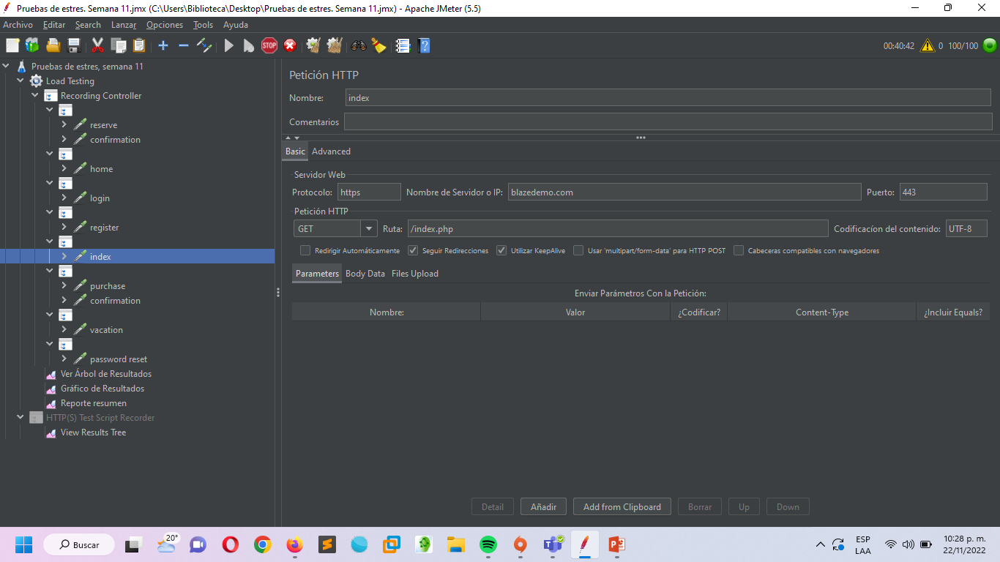 Pruebas de estres. Semana 11.jmx (C:\Users\Biblioteca\Desktop\Pruebas de estres. Semana 11.jmx) - Apache JMeter (5.5)
Archivo Editar Search Lanzar Opciones Tools Ayuda
STOP 00:40:42 0 100/100
Pruebas de estres, semana 11
Load Testing
Recording Controller
reserve
confirmation
home
login
register
index
purchase
confirmation
vacation
password reset
Ver Árbol de Resultados
Gráfico de Resultados
Reporte resumen
HTTP(S) Test Script Recorder
View Results Tree
Petición HTTP
Nombre: index
Comentarios
Basic Advanced
Servidor Web
Protocolo: https Nombre de Servidor o IP: blazedemo.com Puerto: 443
Petición HTTP
GET Ruta: /index.php Codificacíon del contenido: UTF-8
Redirigir Automáticamente Seguir Redirecciones Utilizar KeepAlive Usar 'multipart/form-data' para HTTP POST Cabeceras compatibles con navegadores
Parameters Body Data Files Upload
Enviar Parámetros Con la Petición:
Nombre: Valor ¿Codificar? Content-Type ¿Incluir Equals?
Detail Añadir Add from Clipboard Borrar Up Down
Buscar 20° ESP LAA 10:28 p. m. 22/11/2022